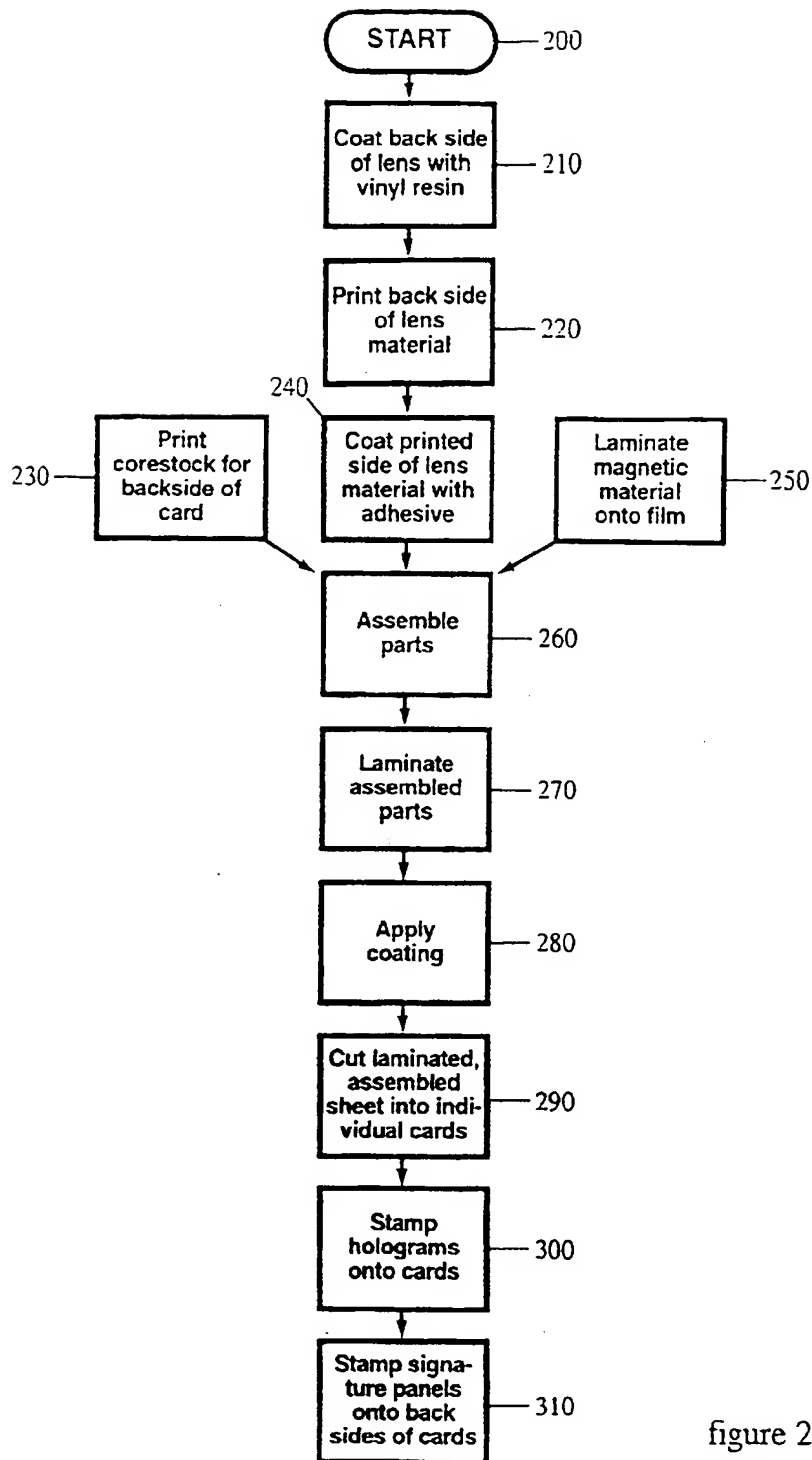 START
200
Coat back side
of lens with
vinyl resin
210
Print back side
of lens
material
220
240
Print
corestock for
backside of
card
230
Coat printed
side of lens
material with
adhesive
Laminate
magnetic
material
onto film
250
Assemble
parts
260
Laminate
assembled
parts
270
Apply
coating
280
Cut laminated,
assembled
sheet into indi-
vidual cards
290
Stamp
holograms
onto cards
300
Stamp signa-
ture panels
onto back
sides of cards
310
figure 2